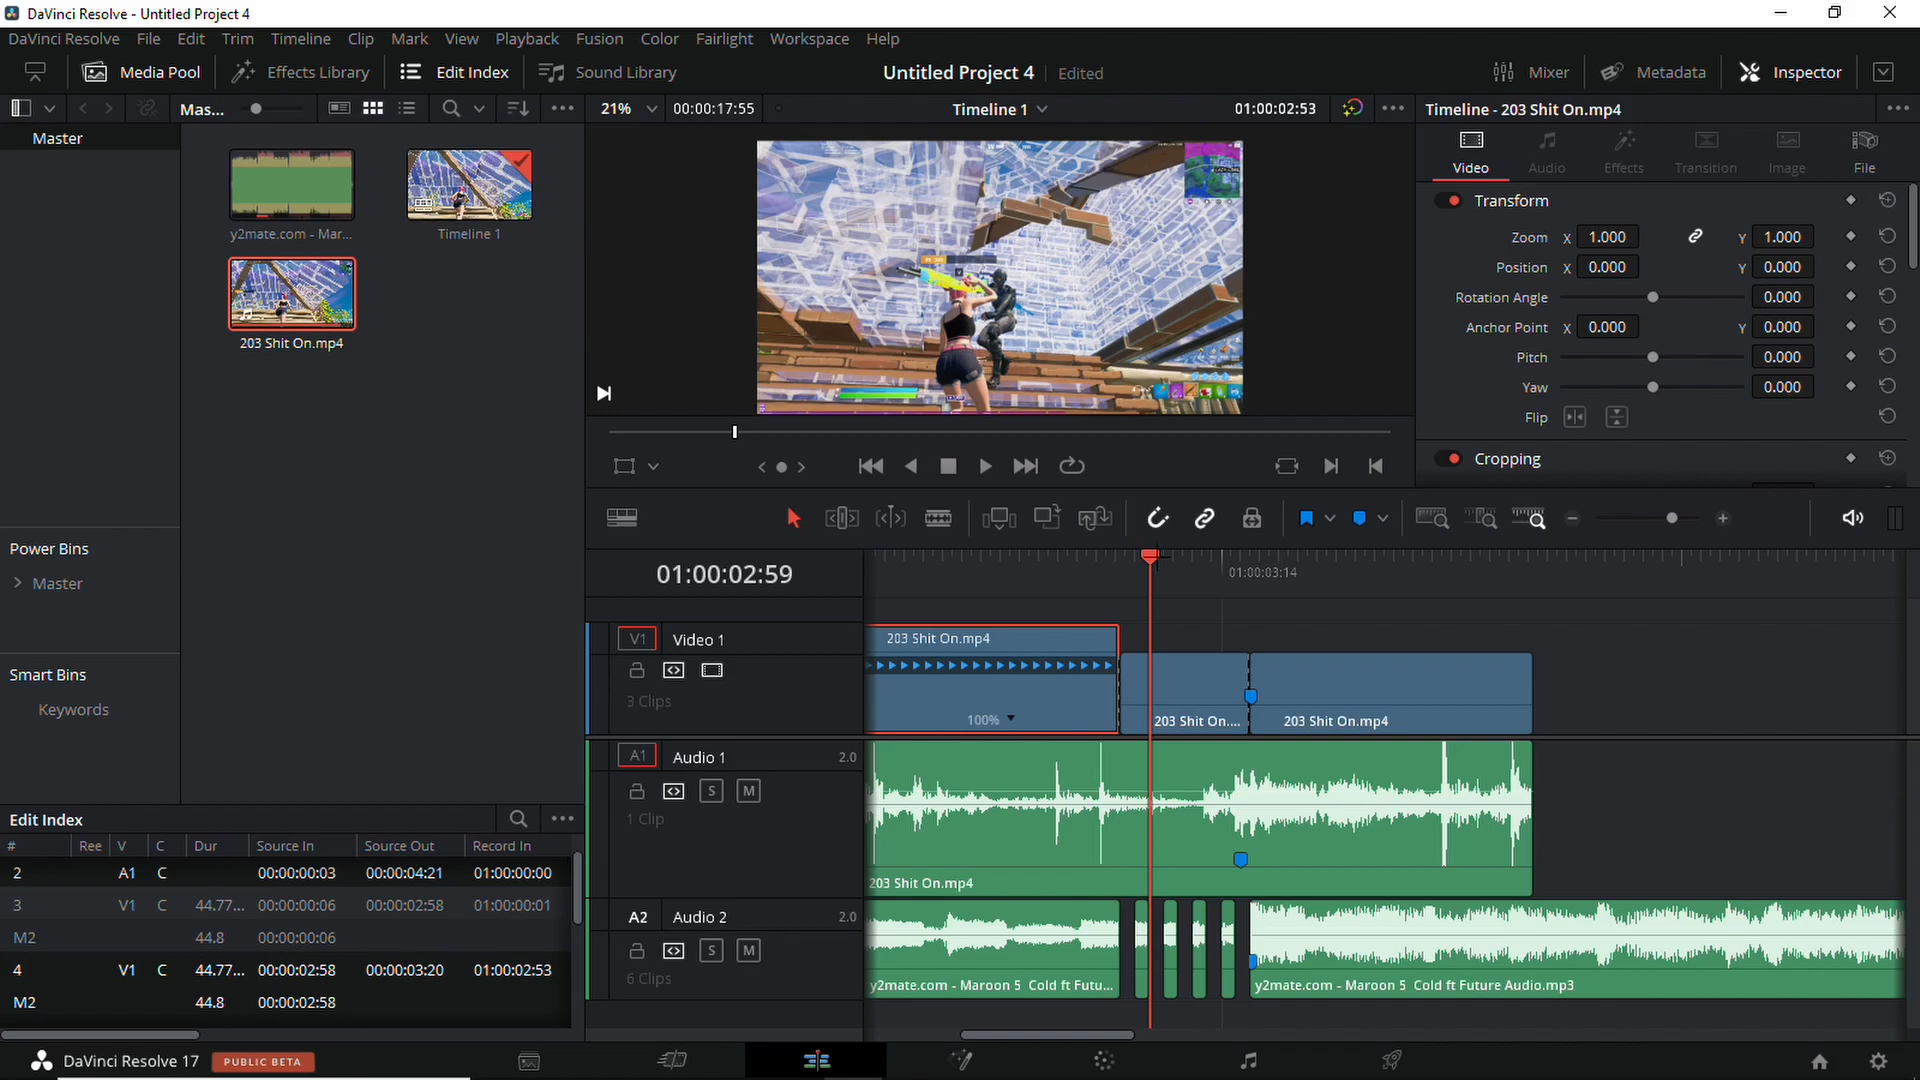 DaVinci Resolve - Untitled Project 4
DaVinci Resolve File Edit Trim Timeline Clip Mark View Playback Fusion Color Fairlight Workspace Help
Media Pool Effects Library Edit Index Sound Library Untitled Project 4 Edited Mixer Metadata Inspector
Mas... 21% 00:00:17:55 Timeline 1 01:00:02:53 Timeline - 203 Shit On.mp4
Master
Video Audio Effects Transition Image File
y2mate.com - Mar... Timeline 1
203 Shit On.mp4
Transform
Zoom X 1.000 Y 1.000
Position X 0.000 Y 0.000
Rotation Angle 0.000
Anchor Point X 0.000 Y 0.000
Pitch 0.000
Yaw 0.000
Flip
Cropping
Power Bins
Master
Smart Bins
Keywords
01:00:02:59
01:00:03:14
V1 Video 1
3 Clips
203 Shit On.mp4
100%
203 Shit On.... 203 Shit On.mp4
A1 Audio 1 2.0
S M
1 Clip
203 Shit On.mp4
A2 Audio 2 2.0
S M
6 Clips
y2mate.com - Maroon 5 Cold ft Futu... y2mate.com - Maroon 5 Cold ft Future Audio.mp3
Edit Index
# Ree V C Dur Source In Source Out Record In
2 A1 C 00:00:00:03 00:00:04:21 01:00:00:00
3 V1 C 44.77... 00:00:00:06 00:00:02:58 01:00:00:01
M2 44.8 00:00:00:06
4 V1 C 44.77... 00:00:02:58 00:00:03:20 01:00:02:53
M2 44.8 00:00:02:58
DaVinci Resolve 17 PUBLIC BETA